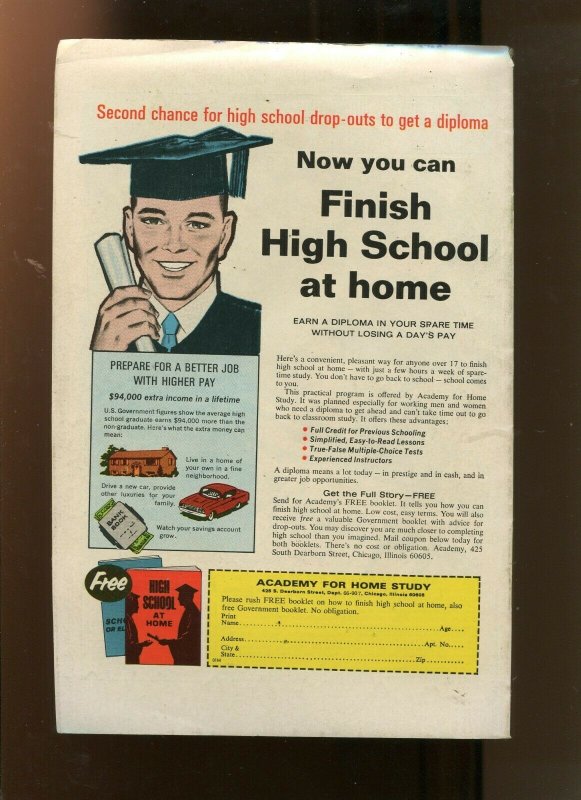 Second chance for high school drop-outs to get a diploma
Now you can
Finish
High School
at home
EARN A DIPLOMA IN YOUR SPARE TIME
WITHOUT LOSING A DAY'S PAY
PREPARE FOR A BETTER JOB
WITH HIGHER PAY
$94,000 extra income in a lifetime
U.S. Government figures show the average high
school graduate earns $94,000 more than the
non-graduate. Here's what the extra money can
mean:
Live in a home of
your own in a fine
neighborhood.
Drive a new car, provide
other luxuries for your
family.
BANK
BOOK
Watch your savings account
grow.
Here's a convenient, pleasant way for anyone over 17 to finish
high school at home — with just a few hours a week of spare-
time study. You don't have to go back to school — school comes
to you.
This practical program is offered by Academy for Home
Study. It was planned especially for working men and women
who need a diploma to get ahead and can't take time out to go
back to classroom study. It offers these advantages:
• Full Credit for Previous Schooling
• Simplified, Easy-to-Read Lessons
• True-False Multiple-Choice Tests
• Experienced Instructors
A diploma means a lot today — in prestige and in cash, and in
greater job opportunities.
Get the Full Story—FREE
Send for Academy's FREE booklet. It tells you how you can
finish high school at home. Low cost, easy terms. You will also
receive free a valuable Government booklet with advice for
drop-outs. You may discover you are much closer to completing
high school than you imagined. Mail coupon below today for
both booklets. There's no cost or obligation. Academy, 425
South Dearborn Street, Chicago, Illinois 60605.
Free
SCHO
OR EL
HIGH
SCHOOL
AT
HOME
ACADEMY FOR HOME STUDY
425 S. Dearborn Street, Dept. Chicago, Illinois 60605
Please rush FREE booklet on how to finish high school at home, also
free Government booklet. No obligation.
Print
Name Age
Address Apt. No.
City &
State Zip